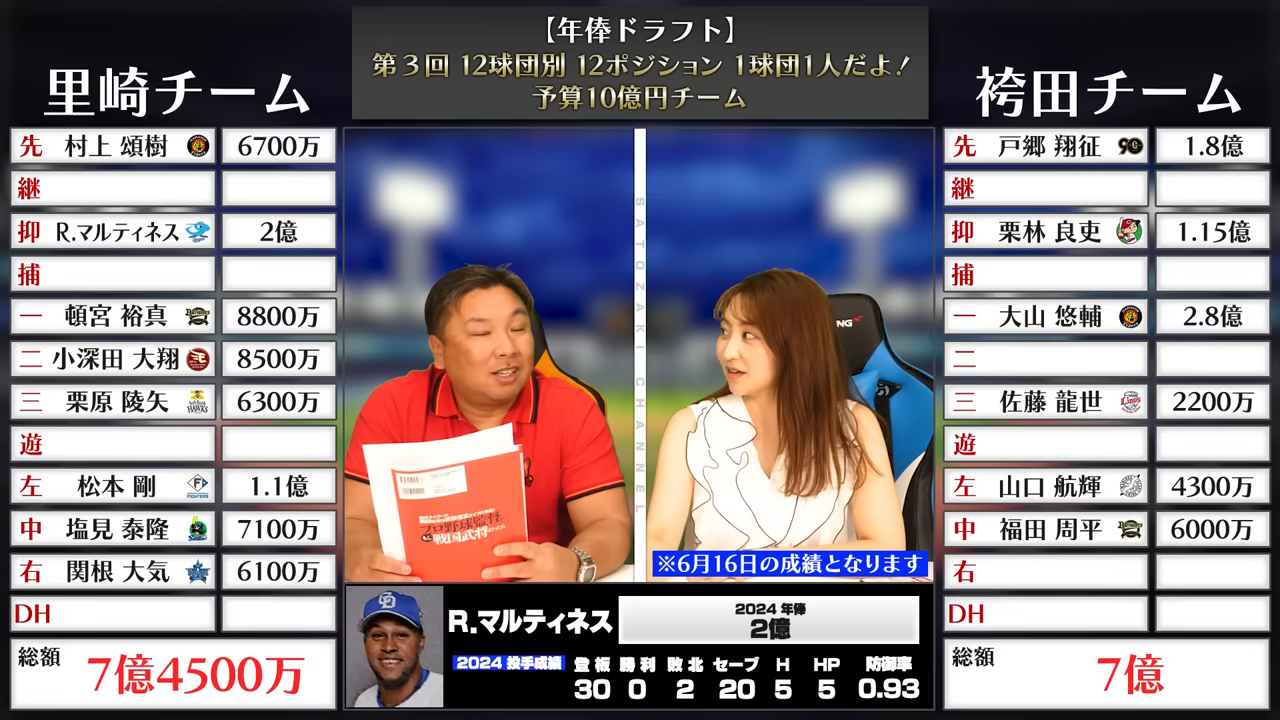 【年俸ドラフト】
第3回 12球団別 12ポジション 1球団1人だよ!
予算10億円チーム
里崎チーム
先 村上 頌樹 6700万
継
抑 R.マルティネス 2億
捕
一 頓宮 裕真 8800万
二 小深田 大翔 8500万
三 栗原 陵矢 6300万
遊
左 松本 剛 1.1億
中 塩見 泰隆 7100万
右 関根 大気 6100万
DH
総額 7億4500万
SATOZAKI CHANNEL
プロ野球監督
戦国武将
※6月16日の成績となります
R.マルティネス
2024 年俸
2億
2024 投手成績 登板 勝利 敗北 セーブ H HP 防御率
30 0 2 20 5 5 0.93
袴田チーム
先 戸郷 翔征 1.8億
継
抑 栗林 良吏 1.15億
捕
一 大山 悠輔 2.8億
二
三 佐藤 龍世 2200万
遊
左 山口 航輝 4300万
中 福田 周平 6000万
右
DH
総額 7億